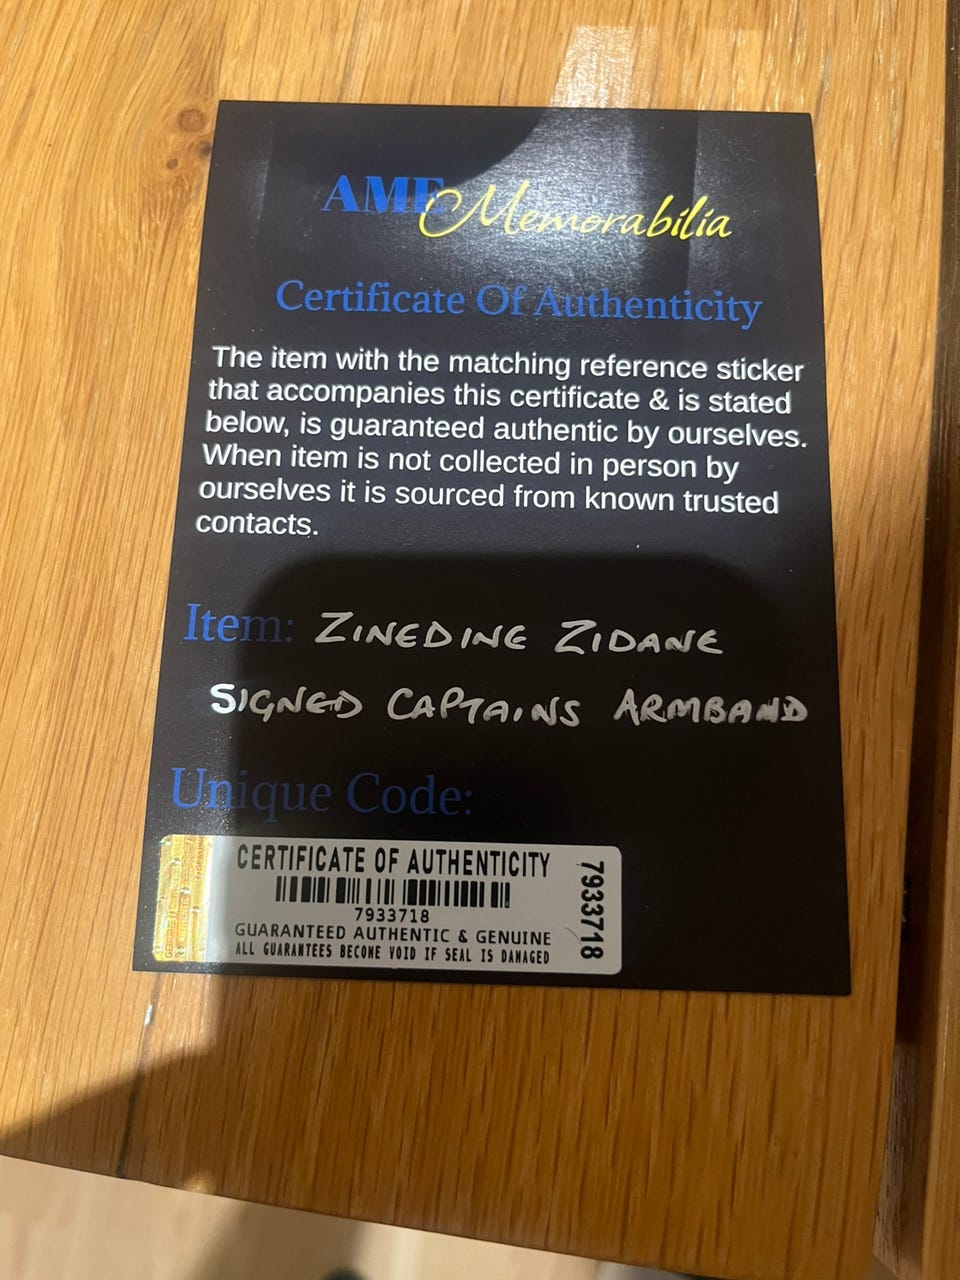 AME Memorabilia
Certificate Of Authenticity
The item with the matching reference sticker
that accompanies this certificate & is stated
below, is guaranteed authentic by ourselves.
When item is not collected in person by
ourselves it is sourced from known trusted
contacts.
Item: ZINEDINE ZIDANE
SIGNED CAPTAINS ARMBAND
Unique Code:
CERTIFICATE OF AUTHENTICITY
7933718
GUARANTEED AUTHENTIC & GENUINE
ALL GUARANTEES BECOME VOID IF SEAL IS DAMAGED
7933718